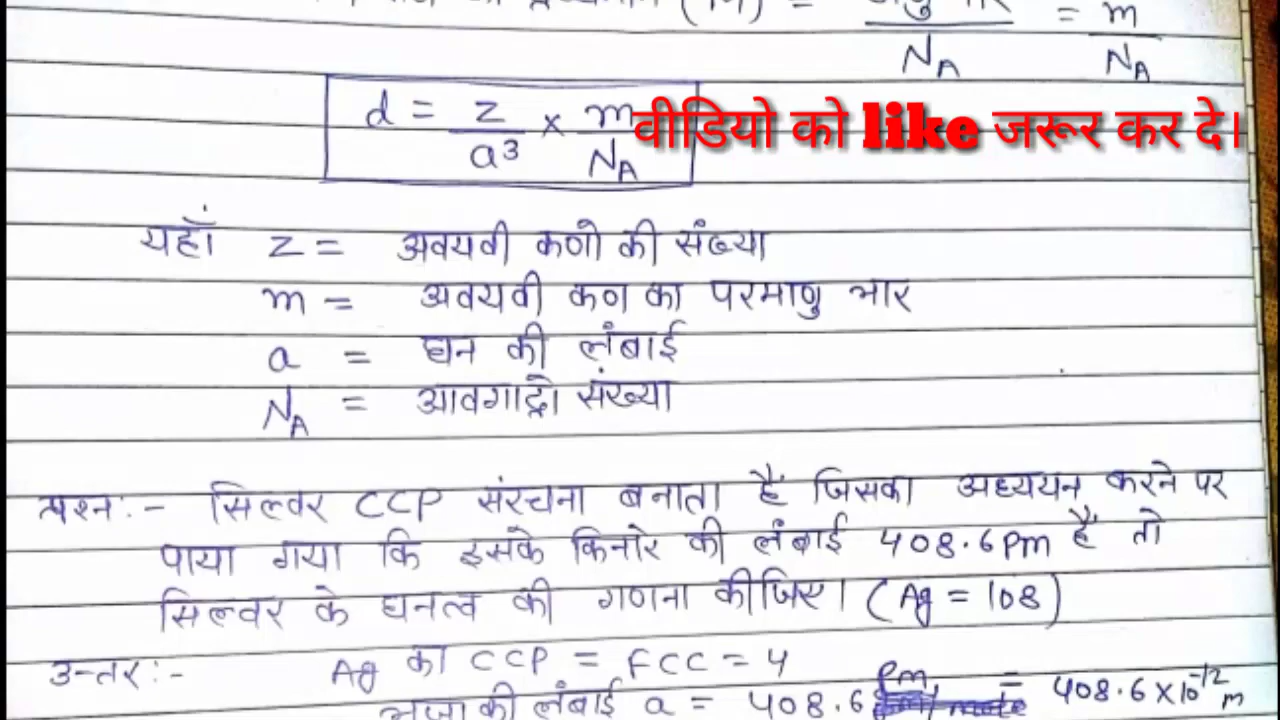 (m) = = m
N_A N_A
d = z/a³ × m/N_A
वीडियो को like जरूर कर दे।
यहाँ z = अवयवी कणो की संख्या
m = अवयवी कण का परमाणु भार
a = घन की लंबाई
N_A = आवगाद्रो संख्या
प्रश्न:- सिल्वर CCP संरचना बनाता है जिसका अध्ययन करने पर
पाया गया कि इसके किनारे की लंबाई 408.6pm है तो
सिल्वर के घनत्व की गणना कीजिए। (Ag = 108)
उत्तर:- Ag का CCP = FCC = 4
की लंबाई a = 408.6 pm = 408.6 × 10⁻¹² m